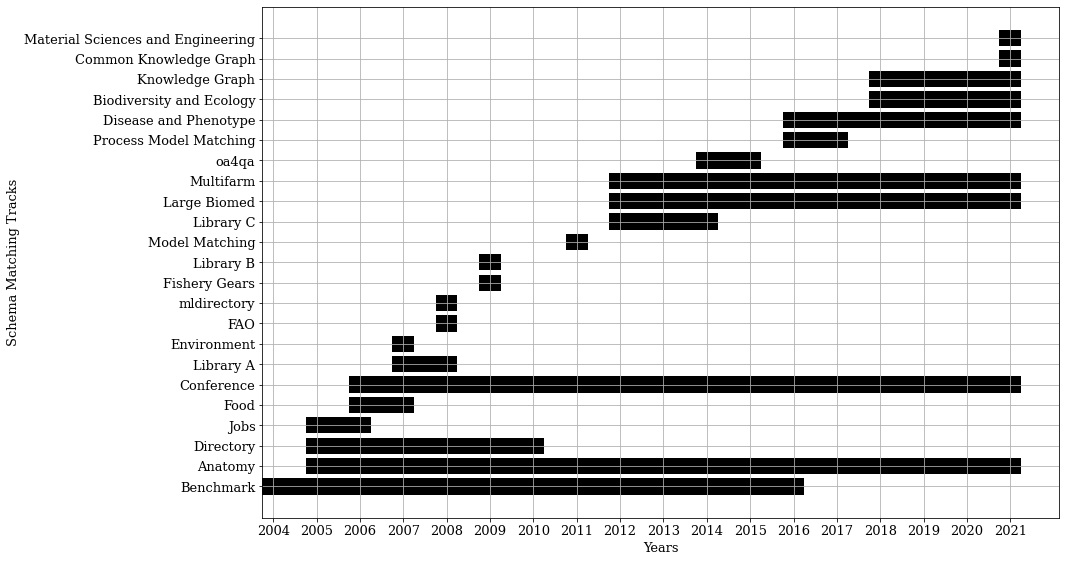 Schema Matching Tracks
Material Sciences and Engineering
Common Knowledge Graph
Knowledge Graph
Biodiversity and Ecology
Disease and Phenotype
Process Model Matching
oa4qa
Multifarm
Large Biomed
Library C
Model Matching
Library B
Fishery Gears
mldirectory
FAO
Environment
Library A
Conference
Food
Jobs
Directory
Anatomy
Benchmark
2004 2005 2006 2007 2008 2009 2010 2011 2012 2013 2014 2015 2016 2017 2018 2019 2020 2021
Years